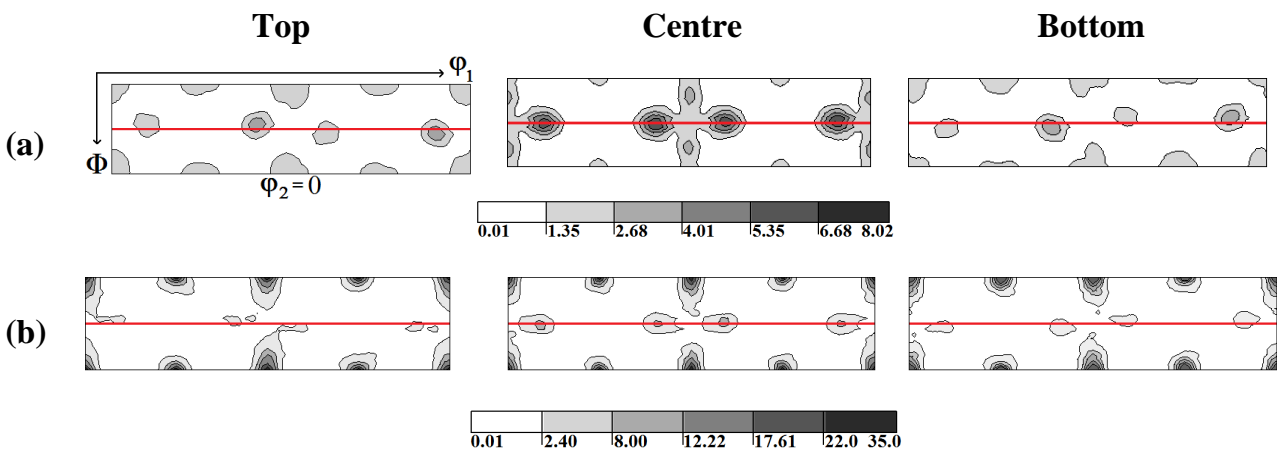 Top Centre Bottom
φ1
(a)
Φ
φ2 = 0
0.01 1.35 2.68 4.01 5.35 6.68 8.02
(b)
0.01 2.40 8.00 12.22 17.61 22.0 35.0